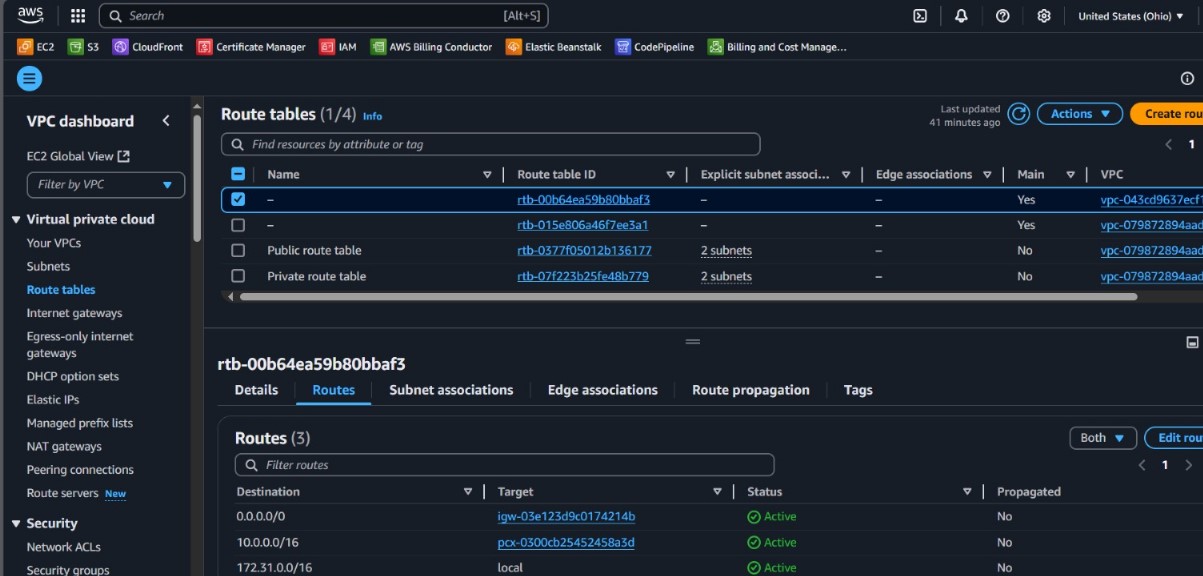 aws Search [Alt+S] United States (Ohio)
EC2 S3 CloudFront Certificate Manager IAM AWS Billing Conductor Elastic Beanstalk CodePipeline Billing and Cost Manage...
VPC dashboard
EC2 Global View
Filter by VPC
Virtual private cloud
Your VPCs
Subnets
Route tables
Internet gateways
Egress-only internet
gateways
DHCP option sets
Elastic IPs
Managed prefix lists
NAT gateways
Peering connections
Route servers New
Security
Network ACLs
Security groups
Route tables (1/4) Info
Last updated
41 minutes ago
Actions
Create rou
Find resources by attribute or tag
1
Name Route table ID Explicit subnet associ... Edge associations Main VPC
– rtb-00b64ea59b80bbaf3 – – Yes vpc-043cd9637ecf
– rtb-015e806a46f7ee3a1 – – Yes vpc-079872894aad
Public route table rtb-0377f05012b136177 2 subnets – No vpc-079872894aad
Private route table rtb-07f223b25fe48b779 2 subnets – No vpc-079872894aad
rtb-00b64ea59b80bbaf3
Details Routes Subnet associations Edge associations Route propagation Tags
Routes (3)
Both Edit rou
Filter routes
1
Destination Target Status Propagated
0.0.0.0/0 igw-03e123d9c0174214b Active No
10.0.0.0/16 pcx-0300cb25452458a3d Active No
172.31.0.0/16 local Active No